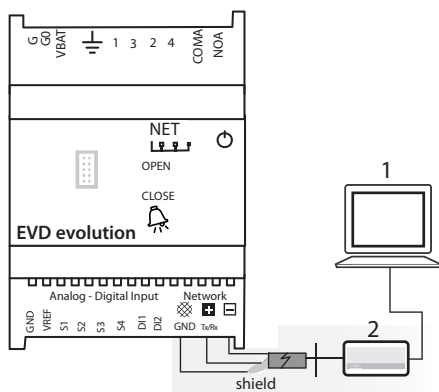 G G0 VBAT 1 3 2 4 COMA NOA
NET
OPEN
CLOSE
EVD evolution
Analog - Digital Input Network
GND VREF S1 S2 S3 S4 DI1 DI2 GND Tx/Rx
shield
1
2